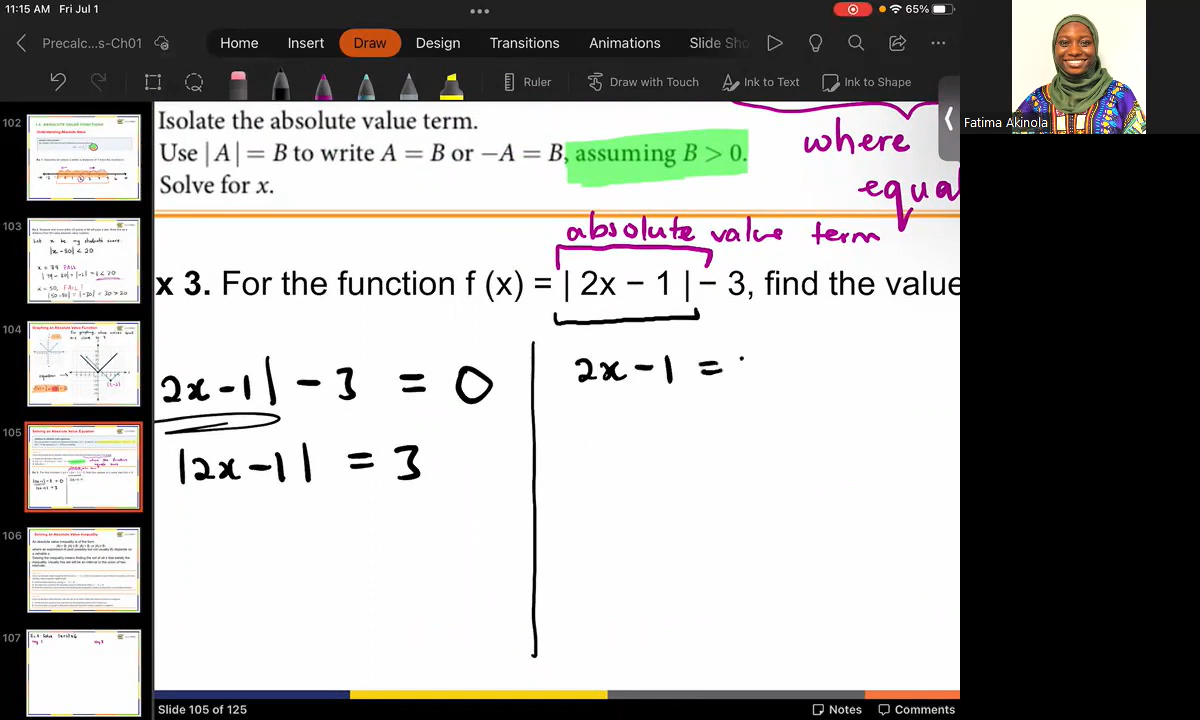 11:15 AM Fri Jul 1
65%
Precalc...s-Ch01
Home Insert Draw Design Transitions Animations Slide Sho
Ruler Draw with Touch Ink to Text Ink to Shape
Fatima Akinola
102
103
104
105
106
107
Isolate the absolute value term.
Use | A | = B to write A = B or −A = B, assuming B > 0.
Solve for x.
where
equa
absolute value term
x 3. For the function f (x) = | 2x − 1 | − 3, find the value
2x -1| - 3 = 0
|2x -1| = 3
2x - 1 =
Slide 105 of 125
Notes Comments